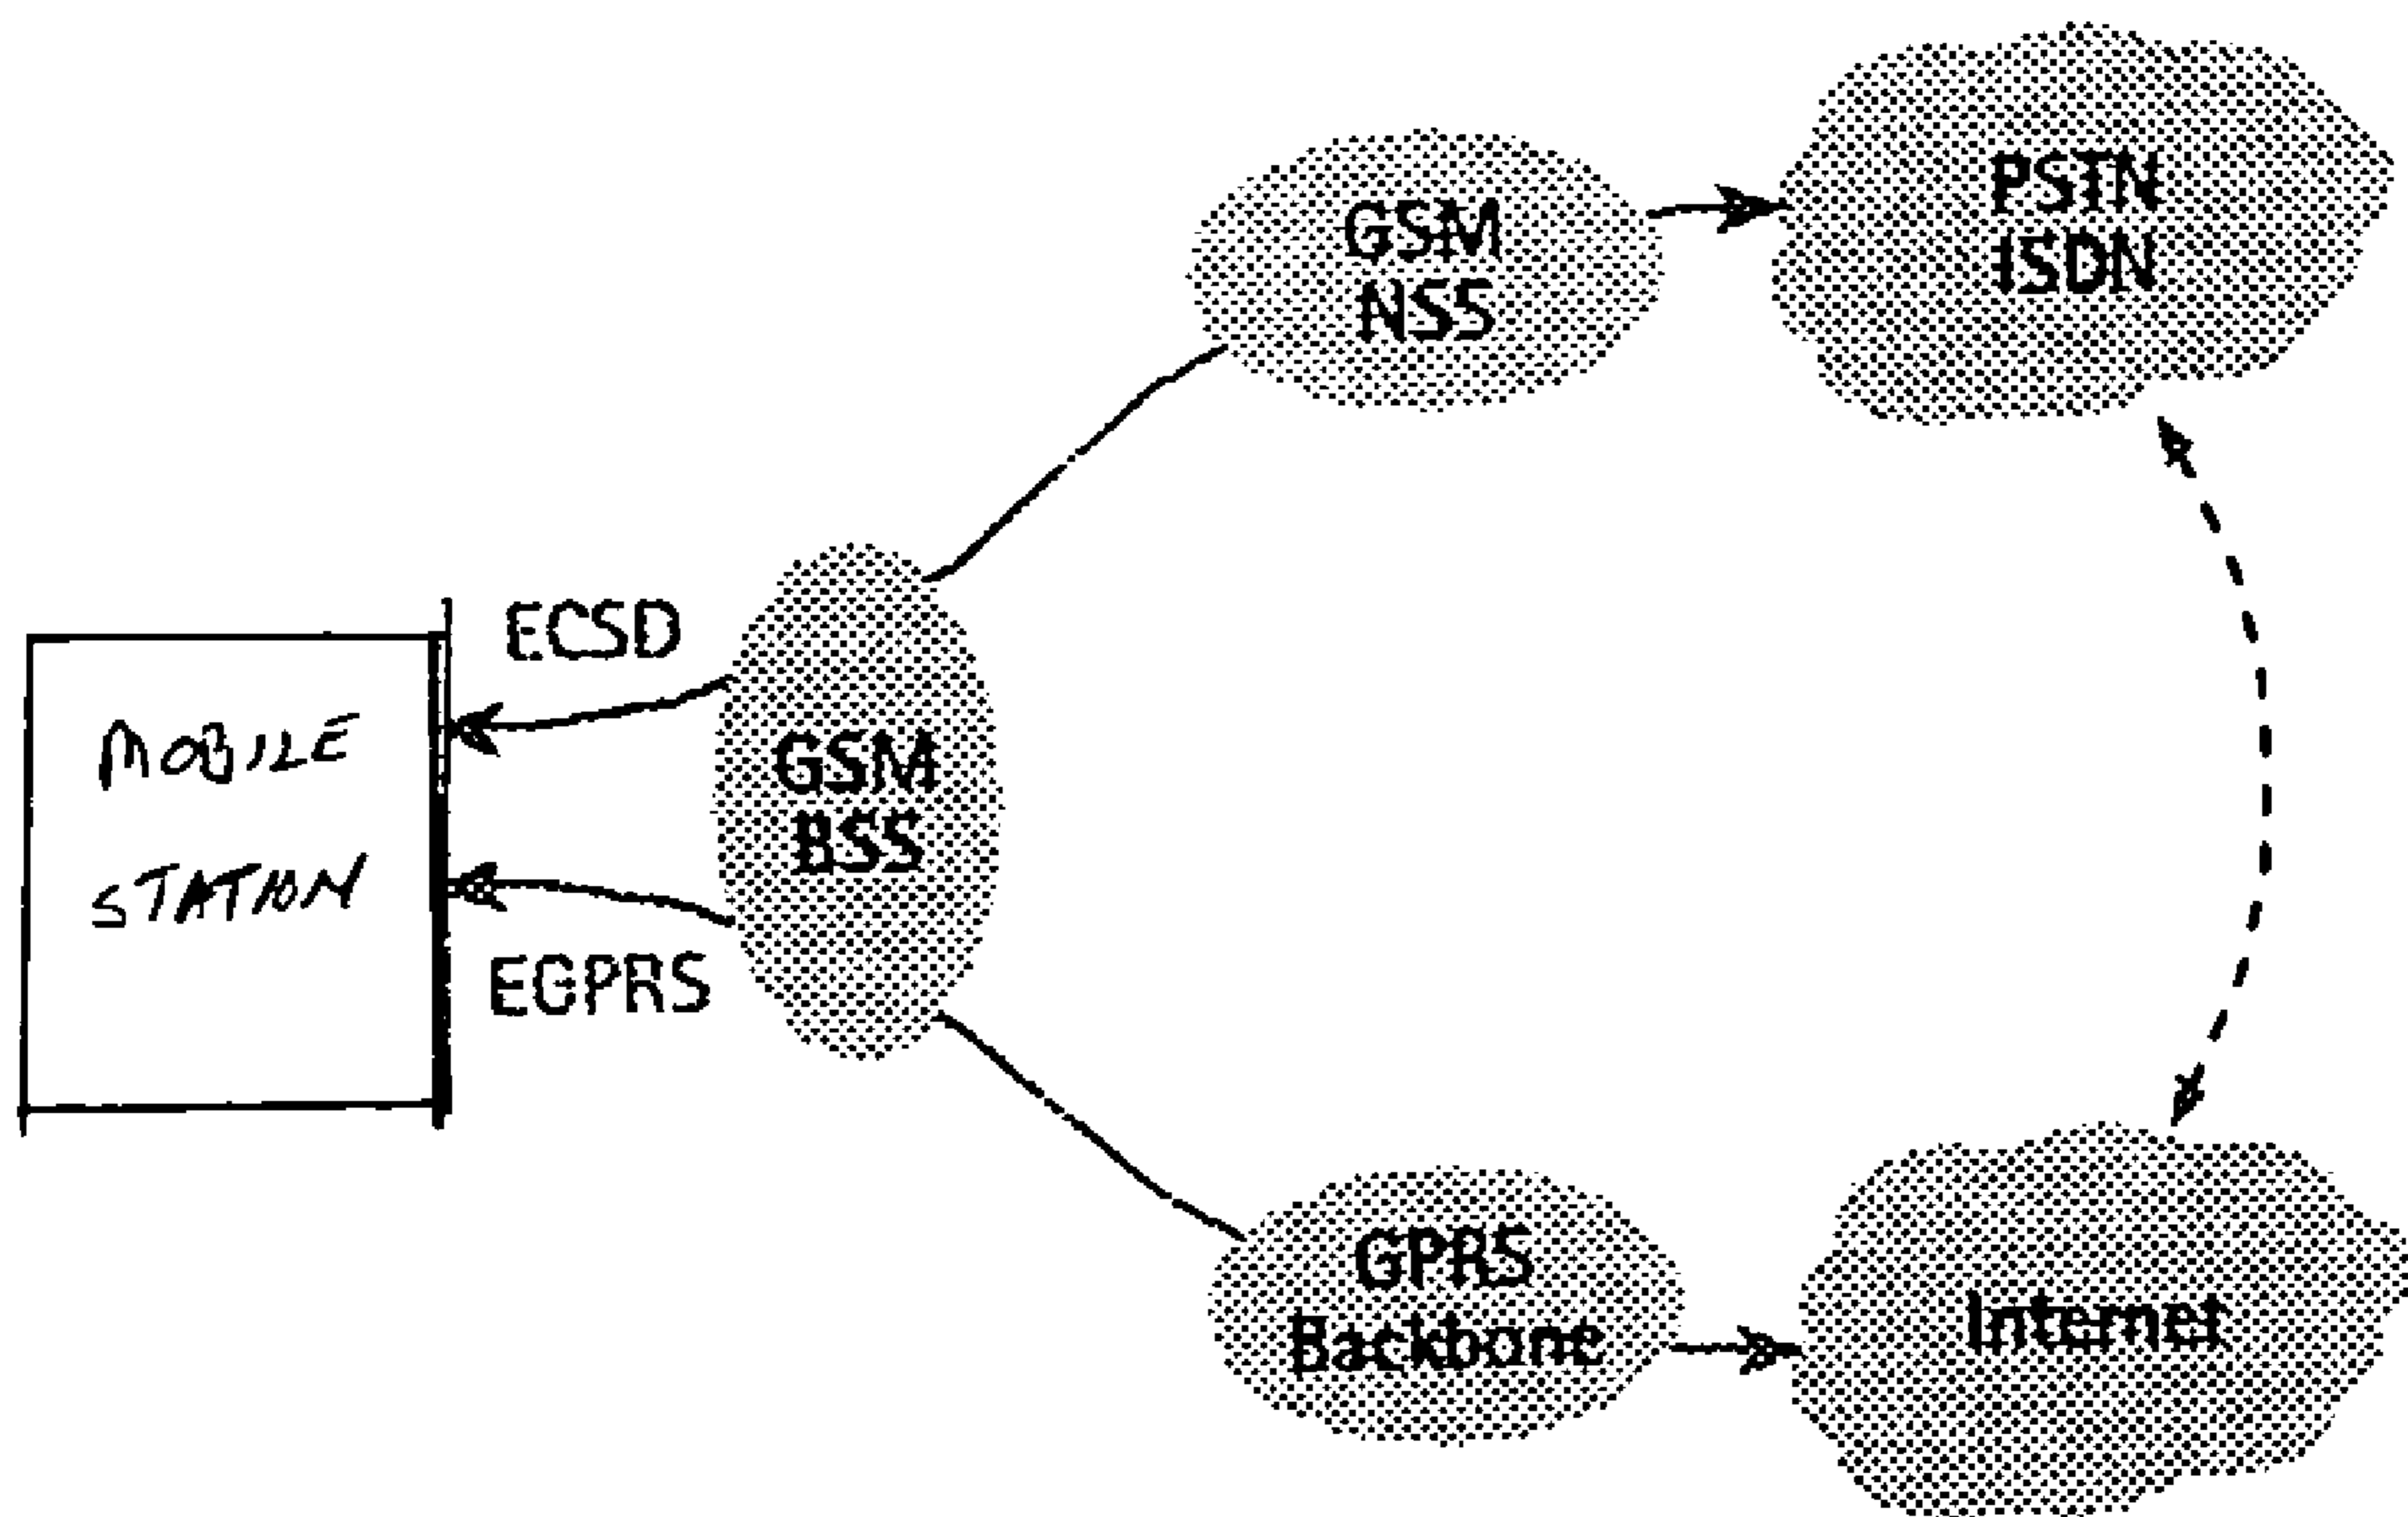 PSTN
ISDN
GSM
NSS
ECSD
MOBILE
STATION
GSM
BSS
EGPRS
GPRS
Backbone
Internet